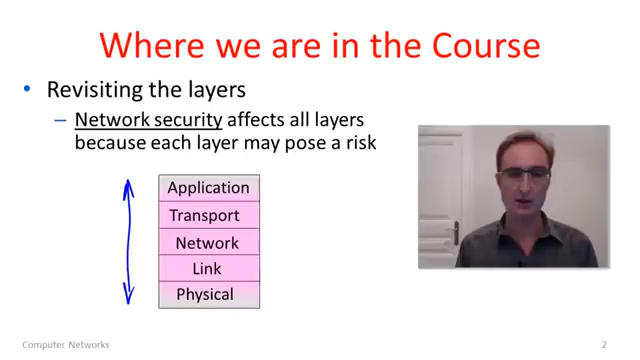 Where we are in the Course
• Revisiting the layers
– Network security affects all layers
because each layer may pose a risk
Application
Transport
Network
Link
Physical
Computer Networks
2